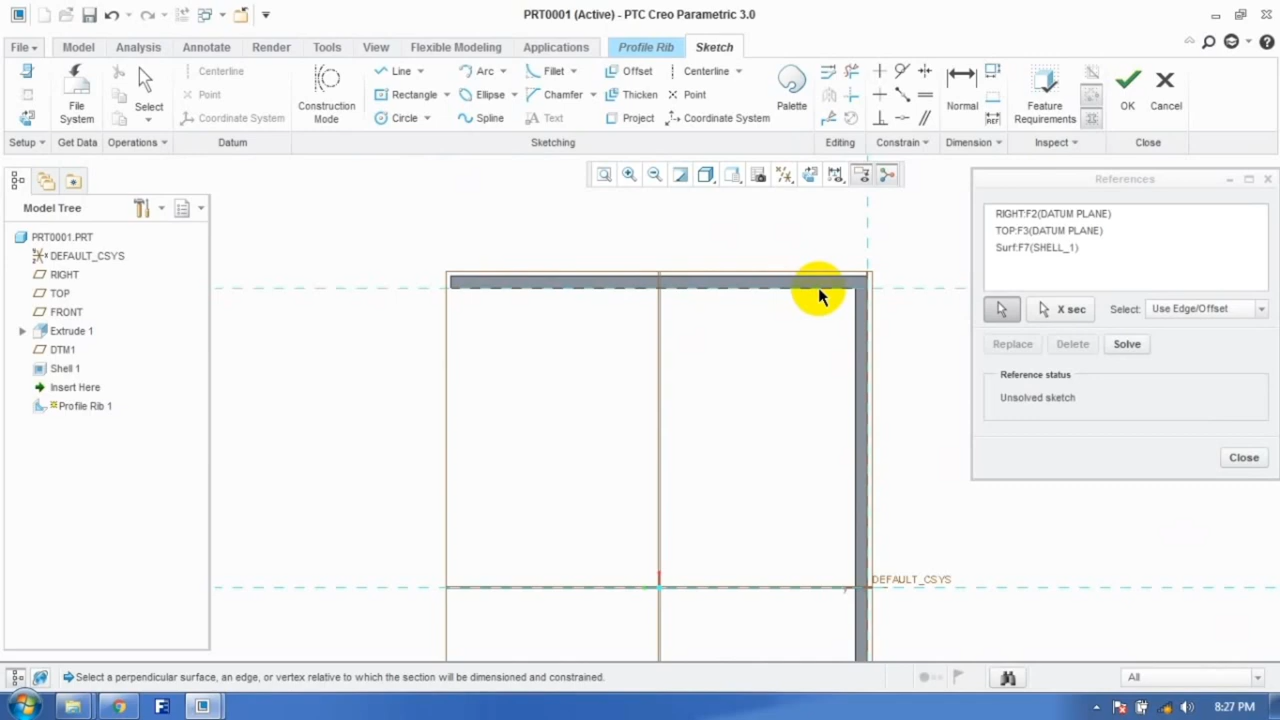 PRT0001 (Active) - PTC Creo Parametric 3.0
File Model Analysis Annotate Render Tools View Flexible Modeling Applications Profile Rib Sketch
Centerline Line Arc Fillet Offset Centerline
Point Rectangle Ellipse Chamfer Thicken Point
Coordinate System Circle Spline Text Project Coordinate System
File System Select Construction Mode Palette Normal REF Feature Requirements OK Cancel
Setup Get Data Operations Datum Sketching Editing Constrain Dimension Inspect Close
Model Tree
PRT0001.PRT
DEFAULT_CSYS
RIGHT
TOP
FRONT
Extrude 1
DTM1
Shell 1
Insert Here
Profile Rib 1
DEFAULT_CSYS
References
RIGHT:F2(DATUM PLANE)
TOP:F3(DATUM PLANE)
Surf:F7(SHELL_1)
X sec Select: Use Edge/Offset
Replace Delete Solve
Reference status
Unsolved sketch
Close
Select a perpendicular surface, an edge, or vertex relative to which the section will be dimensioned and constrained.
All
8:27 PM